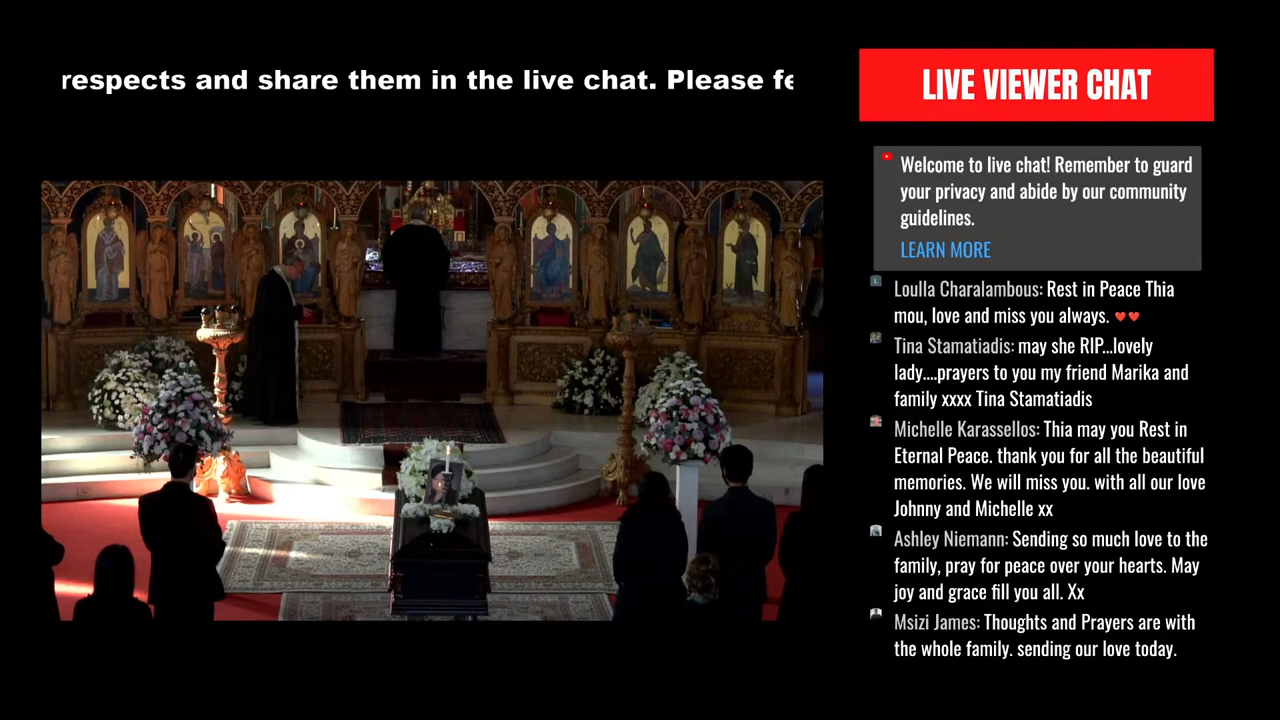 respects and share them in the live chat. Please fe
LIVE VIEWER CHAT
Welcome to live chat! Remember to guard
your privacy and abide by our community
guidelines.
LEARN MORE
Loulla Charalambous: Rest in Peace Thia
mou, love and miss you always. ❤️❤️
Tina Stamatiadis: may she RIP...lovely
lady....prayers to you my friend Marika and
family xxxx Tina Stamatiadis
Michelle Karassellos: Thia may you Rest in
Eternal Peace. thank you for all the beautiful
memories. We will miss you. with all our love
Johnny and Michelle xx
Ashley Niemann: Sending so much love to the
family, pray for peace over your hearts. May
joy and grace fill you all. Xx
Msizi James: Thoughts and Prayers are with
the whole family. sending our love today.